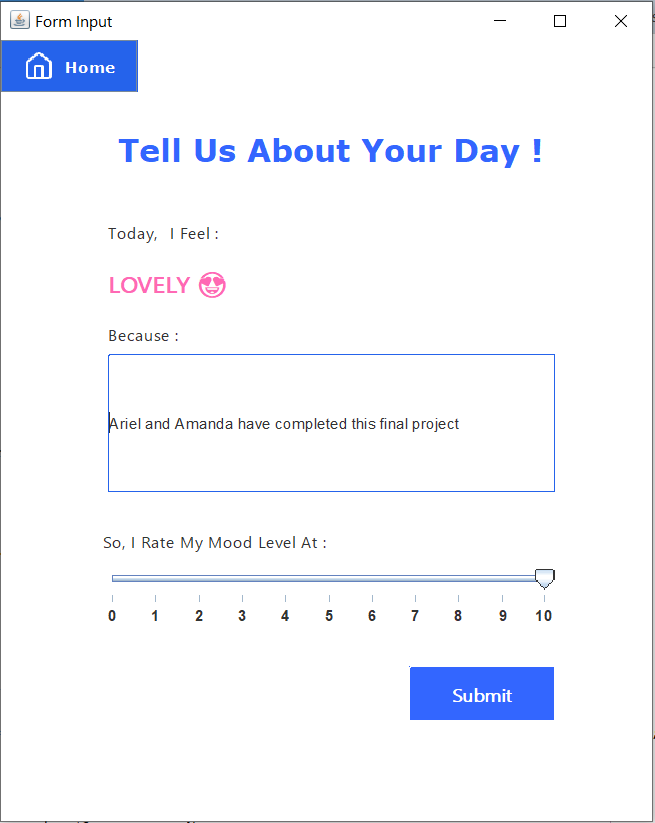 Form Input
Home
Tell Us About Your Day !
Today, I Feel :
LOVELY 😍
Because :
Ariel and Amanda have completed this final project
So, I Rate My Mood Level At :
0 1 2 3 4 5 6 7 8 9 10
Submit